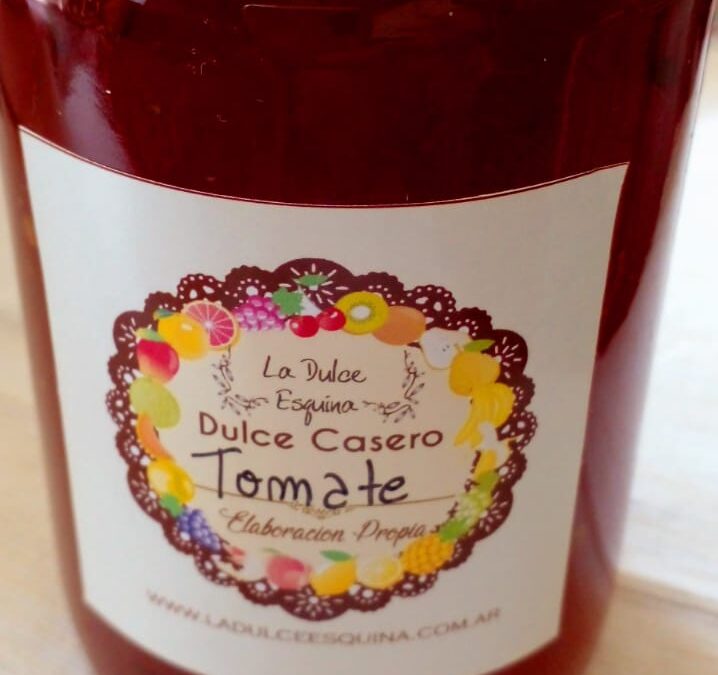 La Dulce
Esquina
Dulce Casero
Tomate
Elaboracion Propia
WWW.LADULCEESQUINA.COM.AR